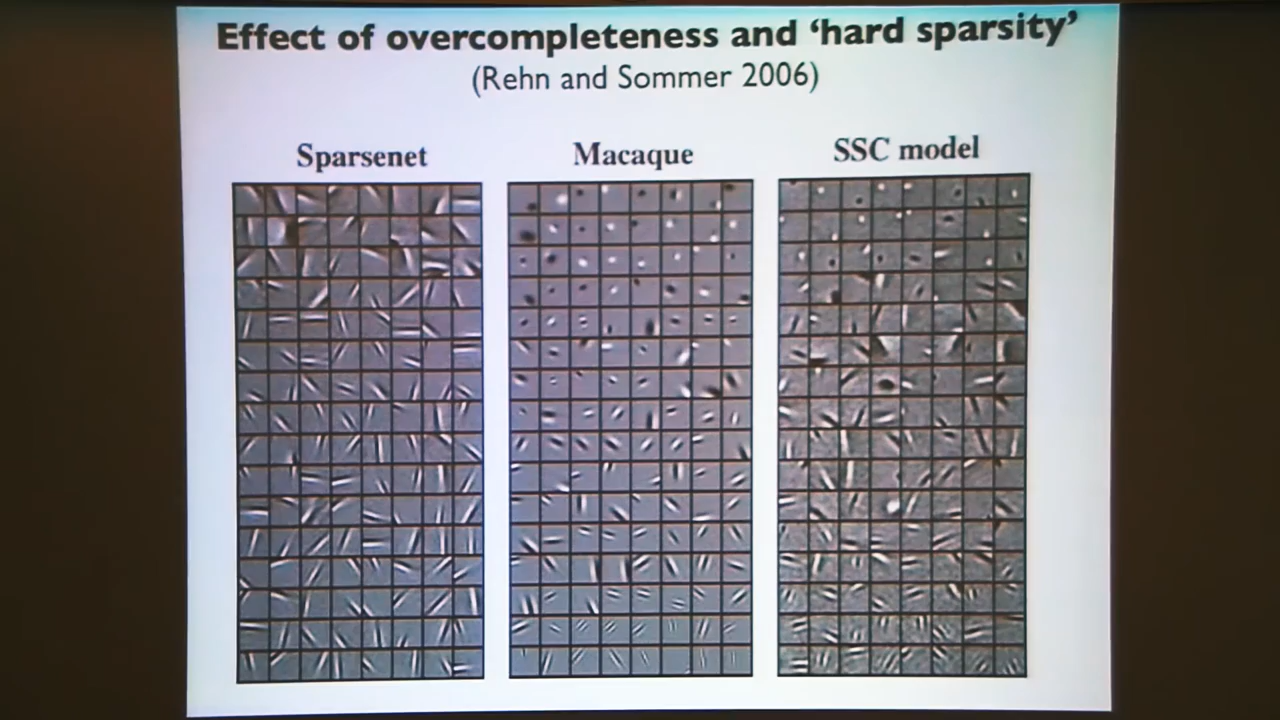 Effect of overcompleteness and ‘hard sparsity’
(Rehn and Sommer 2006)
Sparsenet
Macaque
SSC model